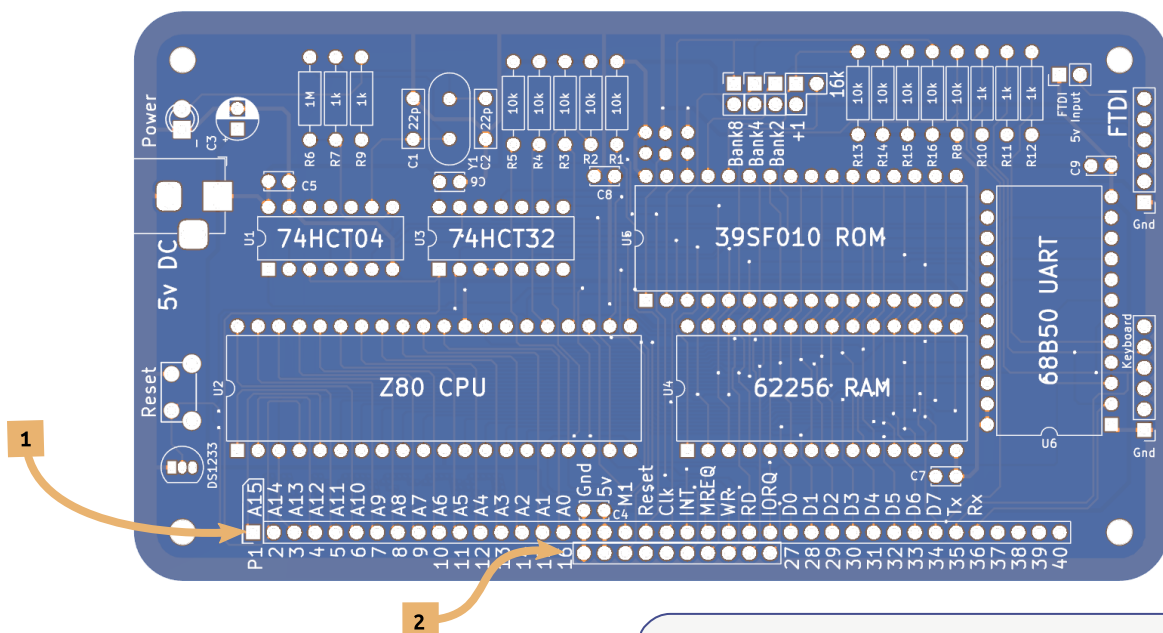 Power
C3
1M
R6
1k
R7
1k
R9
C5
22p
C1
Y1
22p
C2
C6
10k
R5
10k
R4
10k
R3
10k
R2
10k
R1
C8
Bank8
Bank4
Bank2
+1
16k
10k
R13
10k
R14
10k
R15
10k
R16
1k
R8
1k
R10
1k
R11
1k
R12
FTDI
5v Input
FTDI
C9
Gnd
5v DC
U1
74HCT04
U3
74HCT32
U5
39SF010 ROM
68B50 UART
U6
Keyboard
Gnd
Reset
U2
Z80 CPU
U4
62256 RAM
DS1233
C7
1
A15
A14
A13
A12
A11
A10
A9
A8
A7
A6
A5
A4
A3
A2
A1
A0
Gnd
5v
C4
M1
Reset
Clk
INT
MREQ
WR
RD
IORQ
D0
D1
D2
D3
D4
D5
D6
D7
Tx
Rx
P1
2
3
4
5
6
7
8
9
10
11
12
13
16
27
28
29
30
31
32
33
34
35
36
37
38
39
40
2